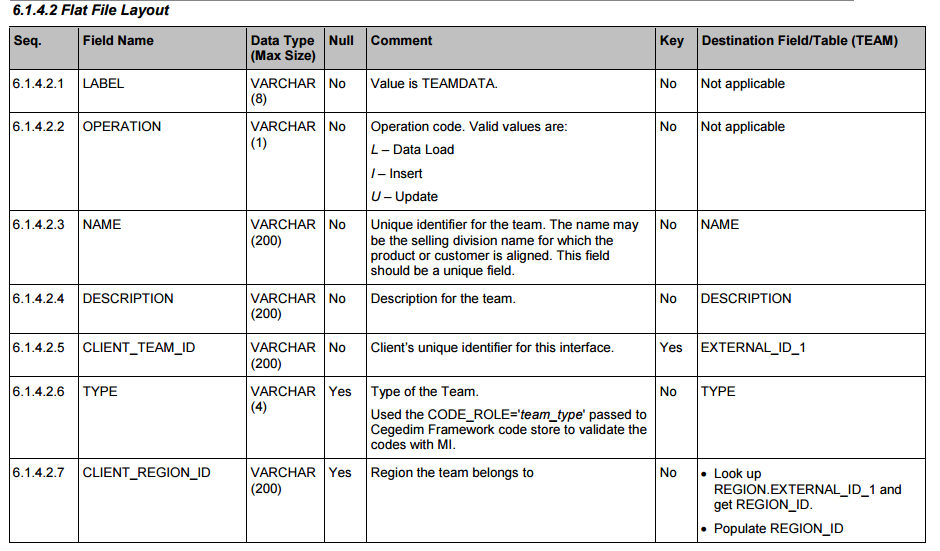 6.1.4.2 Flat File Layout
Seq. Field Name Data Type (Max Size) Null Comment Key Destination Field/Table (TEAM)
6.1.4.2.1 LABEL VARCHAR (8) No Value is TEAMDATA. No Not applicable
6.1.4.2.2 OPERATION VARCHAR (1) No Operation code. Valid values are: No Not applicable
L – Data Load
I – Insert
U – Update
6.1.4.2.3 NAME VARCHAR (200) No Unique identifier for the team. The name may No NAME
be the selling division name for which the
product or customer is aligned. This field
should be a unique field.
6.1.4.2.4 DESCRIPTION VARCHAR (200) No Description for the team. No DESCRIPTION
6.1.4.2.5 CLIENT_TEAM_ID VARCHAR (200) No Client's unique identifier for this interface. Yes EXTERNAL_ID_1
6.1.4.2.6 TYPE VARCHAR (4) Yes Type of the Team. No TYPE
Used the CODE_ROLE='team_type' passed to
Cegedim Framework code store to validate the
codes with MI.
6.1.4.2.7 CLIENT_REGION_ID VARCHAR (200) Yes Region the team belongs to No • Look up
REGION.EXTERNAL_ID_1 and
get REGION_ID.
• Populate REGION_ID